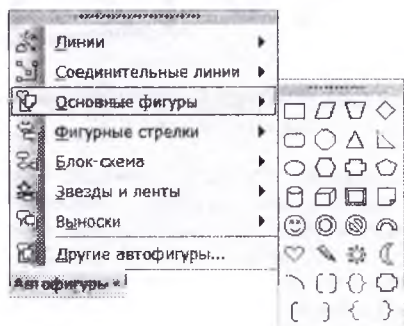 Линии
Соединительные линии
Основные фигуры
Фигурные стрелки
Блок-схема
Звезды и ленты
Выноски
Другие автофигуры...
Автофигуры